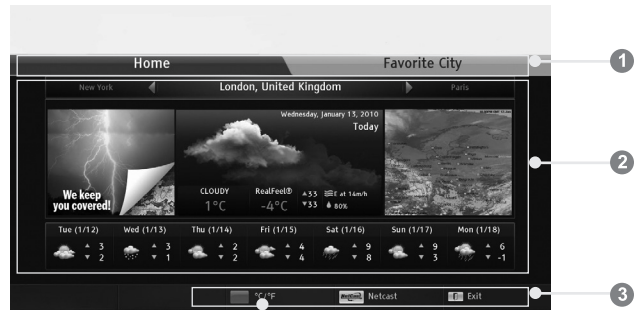 Home Favorite City
1
New York London, United Kingdom Paris
Wednesday, January 13, 2010
Today
We keep
you covered!
CLOUDY RealFeel® ▲33 E at 14m/h
1°C -4°C ▼33 80%
2
Tue (1/12) Wed (1/13) Thu (1/14) Fri (1/15) Sat (1/16) Sun (1/17) Mon (1/18)
▲ 3 ▲ 3 ▲ 2 ▲ 4 ▲ 9 ▲ 9 ▲ 6
▼ 2 ▼ 1 ▼ 2 ▼ 4 ▼ 8 ▼ 3 ▼ -1
°C/°F NetCast Netcast Exit
3